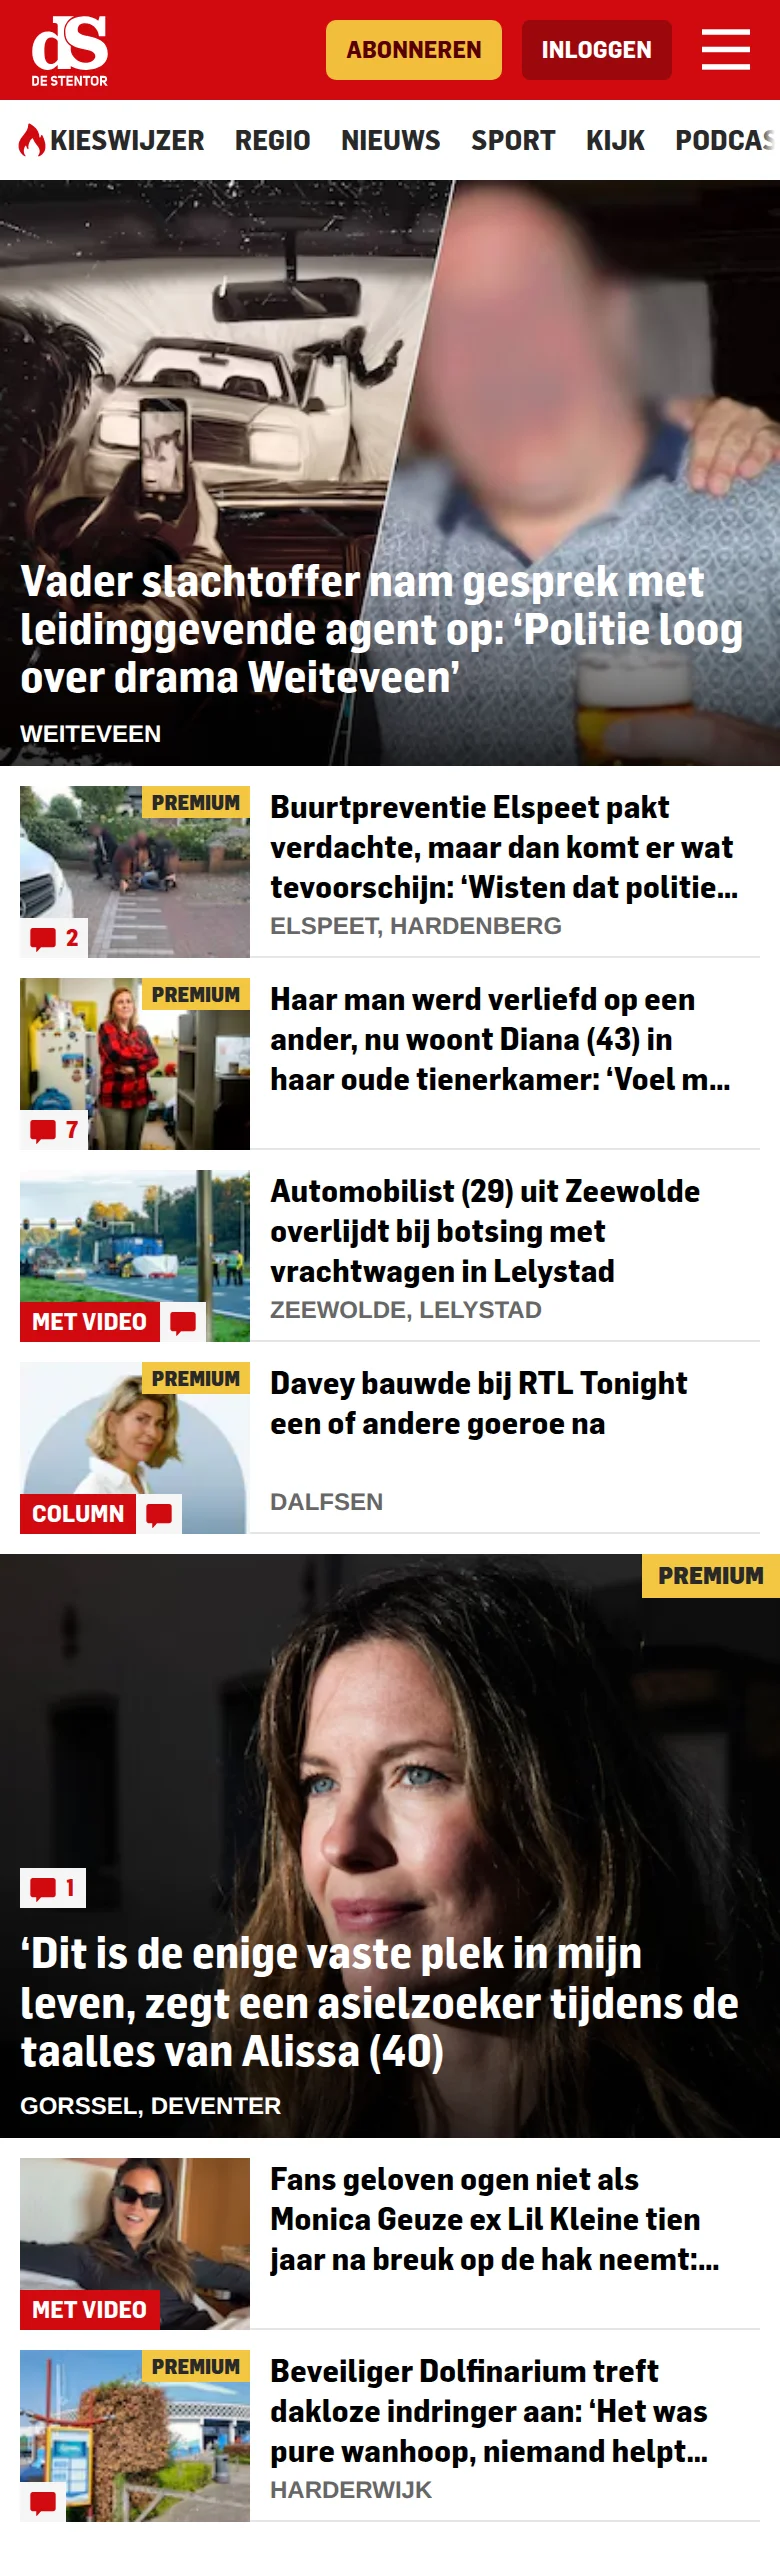 dS
DE STENTOR
ABONNEREN
INLOGGEN
KIESWIJZER REGIO NIEUWS SPORT KIJK PODCAS
Vader slachtoffer nam gesprek met
leidinggevende agent op: ‘Politie loog
over drama Weiteveen’
WEITEVEEN
PREMIUM
2
Buurtpreventie Elspeet pakt
verdachte, maar dan komt er wat
tevoorschijn: ‘Wisten dat politie...
ELSPEET, HARDENBERG
PREMIUM
7
Haar man werd verliefd op een
ander, nu woont Diana (43) in
haar oude tienerkamer: ‘Voel m...
MET VIDEO
Automobilist (29) uit Zeewolde
overlijdt bij botsing met
vrachtwagen in Lelystad
ZEEWOLDE, LELYSTAD
PREMIUM
COLUMN
Davey bauwde bij RTL Tonight
een of andere goeroe na
DALFSEN
PREMIUM
1
‘Dit is de enige vaste plek in mijn
leven, zegt een asielzoeker tijdens de
taalles van Alissa (40)
GORSSEL, DEVENTER
MET VIDEO
Fans geloven ogen niet als
Monica Geuze ex Lil Kleine tien
jaar na breuk op de hak neemt:...
PREMIUM
Beveiliger Dolfinarium treft
dakloze indringer aan: ‘Het was
pure wanhoop, niemand helpt...
HARDERWIJK